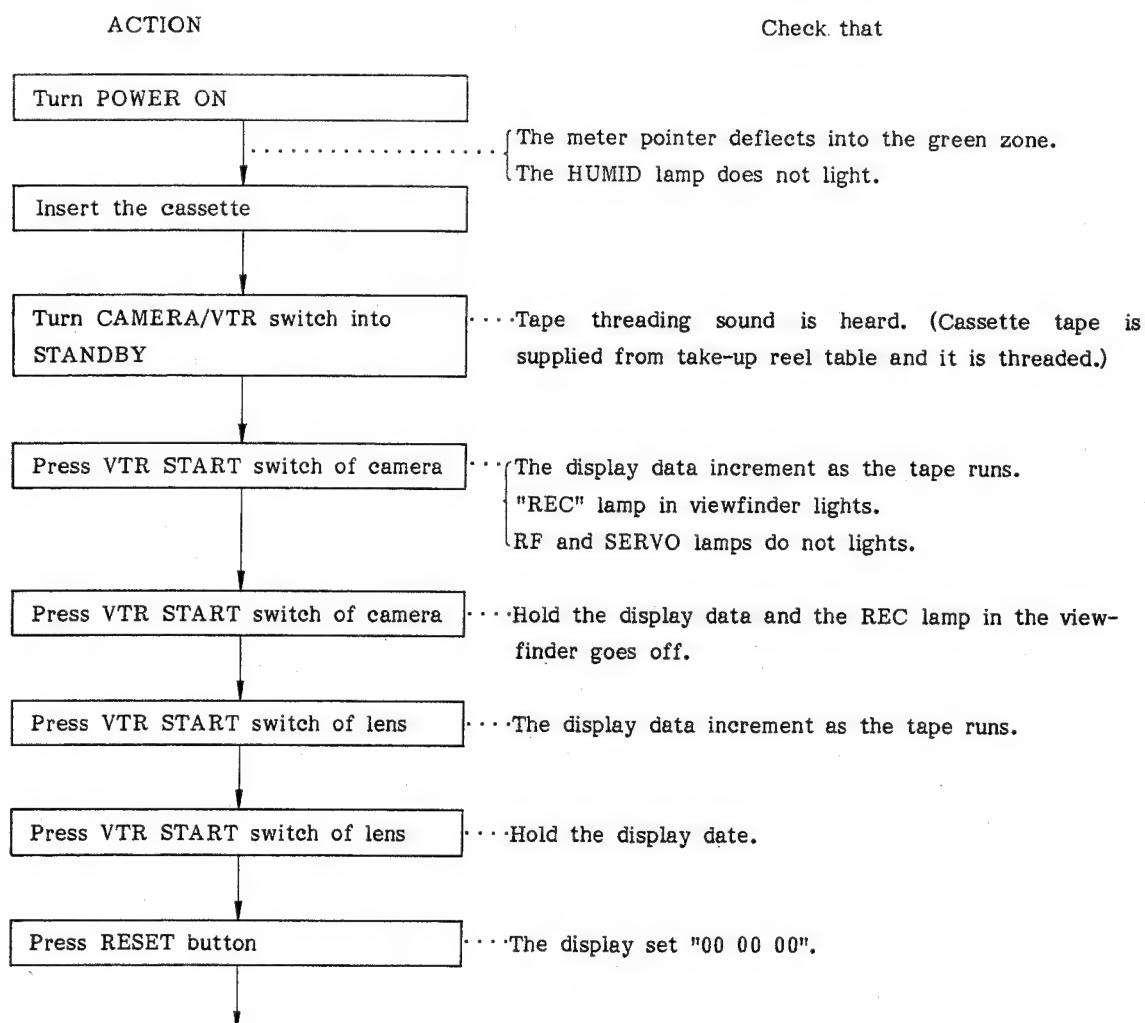 ACTION
Check that
Turn POWER ON
The meter pointer deflects into the green zone.
The HUMID lamp does not light.
Insert the cassette
Turn CAMERA/VTR switch into
STANDBY
Tape threading sound is heard. (Cassette tape is
supplied from take-up reel table and it is threaded.)
Press VTR START switch of camera
The display data increment as the tape runs.
"REC" lamp in viewfinder lights.
RF and SERVO lamps do not lights.
Press VTR START switch of camera
Hold the display data and the REC lamp in the view-
finder goes off.
Press VTR START switch of lens
The display data increment as the tape runs.
Press VTR START switch of lens
Hold the display date.
Press RESET button
The display set "00 00 00".